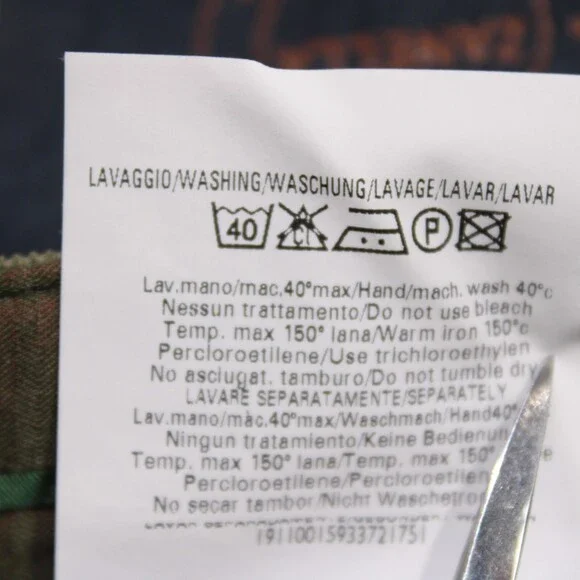 LAVAGGIO/WASHING/WASCHUNG/LAVAGE/LAVAR/LAVAR
40 CL P
Lav.mano/mac.40°max/Hand/mach. wash 40°c
Nessun trattamento/Do not use bleach
Temp. max 150° lana/Warm iron 150°c
Percloroetilene/Use trichloroethylen
No asciugat. tamburo/Do not tumble dry
LAVARE SEPARATAMENTE/SEPARATELY
Lav.mano/mac.40°max/Waschmach/Hand40°
Ningun tratamiento/Keine Bedienun
Temp. max 150° lana/Temp. max 150°
Percloroetilene/Percloroetilen
No secar tambor/Nicht Waschetro
19110015933721751